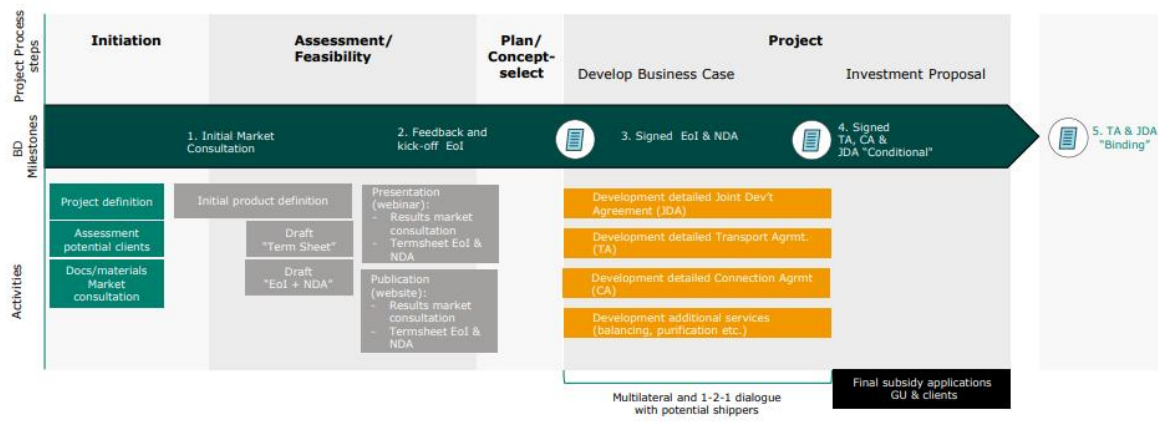 Project Process
steps
Initiation
Assessment/
Feasibility
Plan/
Concept-
select
Project
Develop Business Case
Investment Proposal
BD
Milestones
1. Initial Market
Consultation
2. Feedback and
kick-off EoI
3. Signed EoI & NDA
4. Signed
TA, CA &
JDA "Conditional"
5. TA & JDA
"Binding"
Activities
Project definition
Assessment
potential clients
Docs/materials
Market
consultation
Initial product definition
Draft
"Term Sheet"
Draft
"EoI + NDA"
Presentation
(webinar):
- Results market
consultation
- Termsheet EoI &
NDA
Publication
(website):
- Results market
consultation
- Termsheet EoI &
NDA
Development detailed Joint Dev't
Agreement (JDA)
Development detailed Transport Agrmt.
(TA)
Development detailed Connection Agrmt
(CA)
Development additional services
(balancing, purification etc.)
Multilateral and 1-2-1 dialogue
with potential shippers
Final subsidy applications
GU & clients